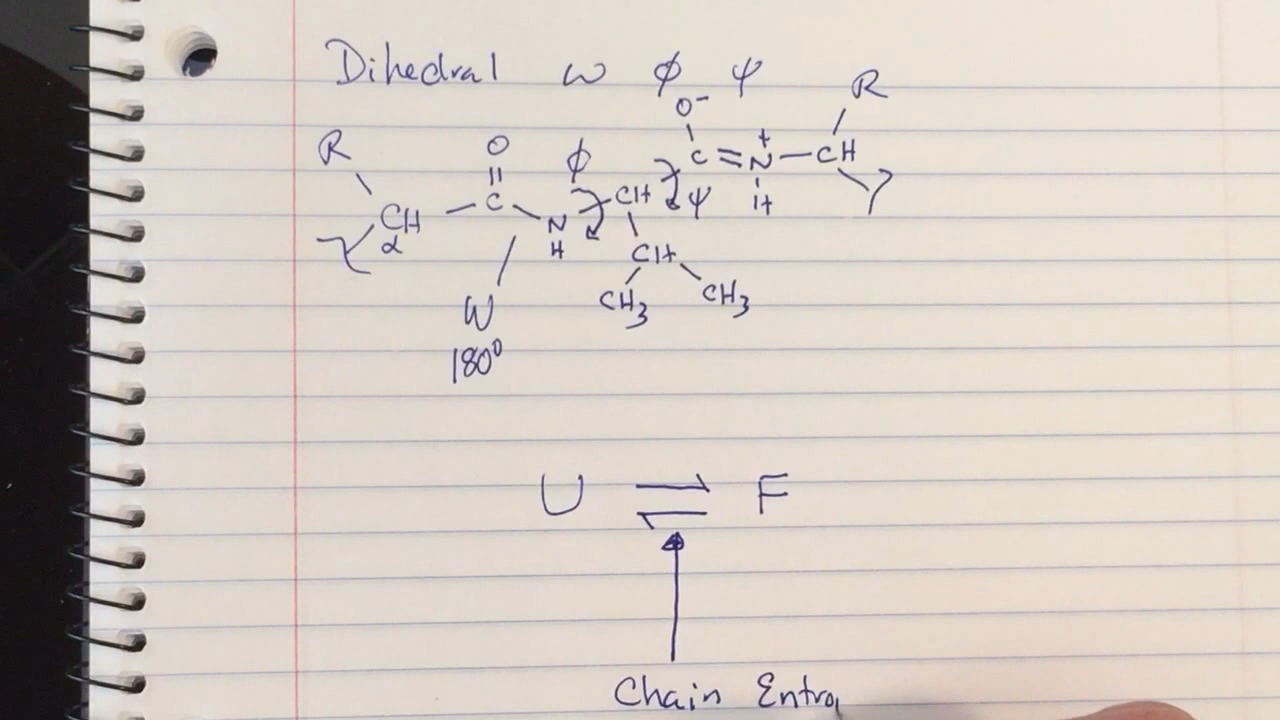 Dihedral ω φ ψ
O⁻ R
R O φ C = N⁺ — CH
CH — C N CH ψ H
α H CH
ω CH₃ CH₃
180°
U ⇌ F
Chain Entro